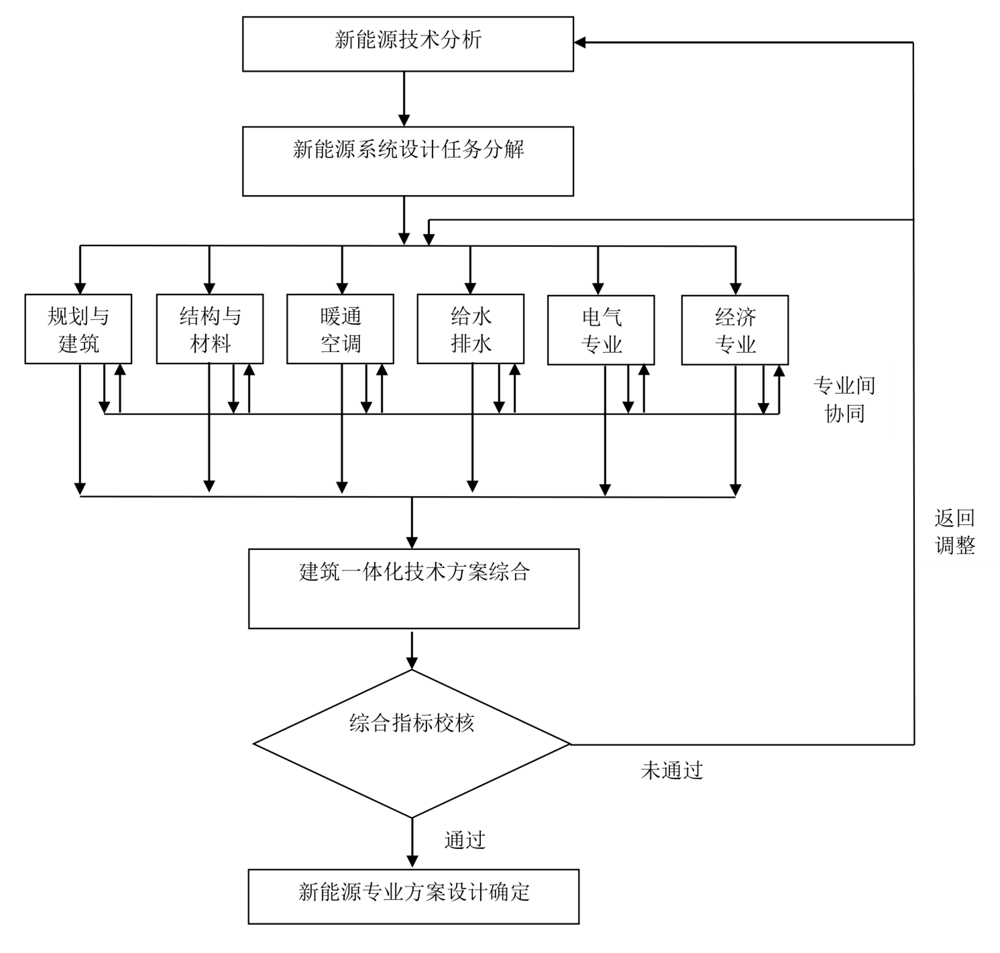 新能源技术分析
新能源系统设计任务分解
规划与
建筑
结构与
材料
暖通
空调
给水
排水
电气
专业
经济
专业
专业间
协同
返回
调整
建筑一体化技术方案综合
综合指标校核
未通过
通过
新能源专业方案设计确定